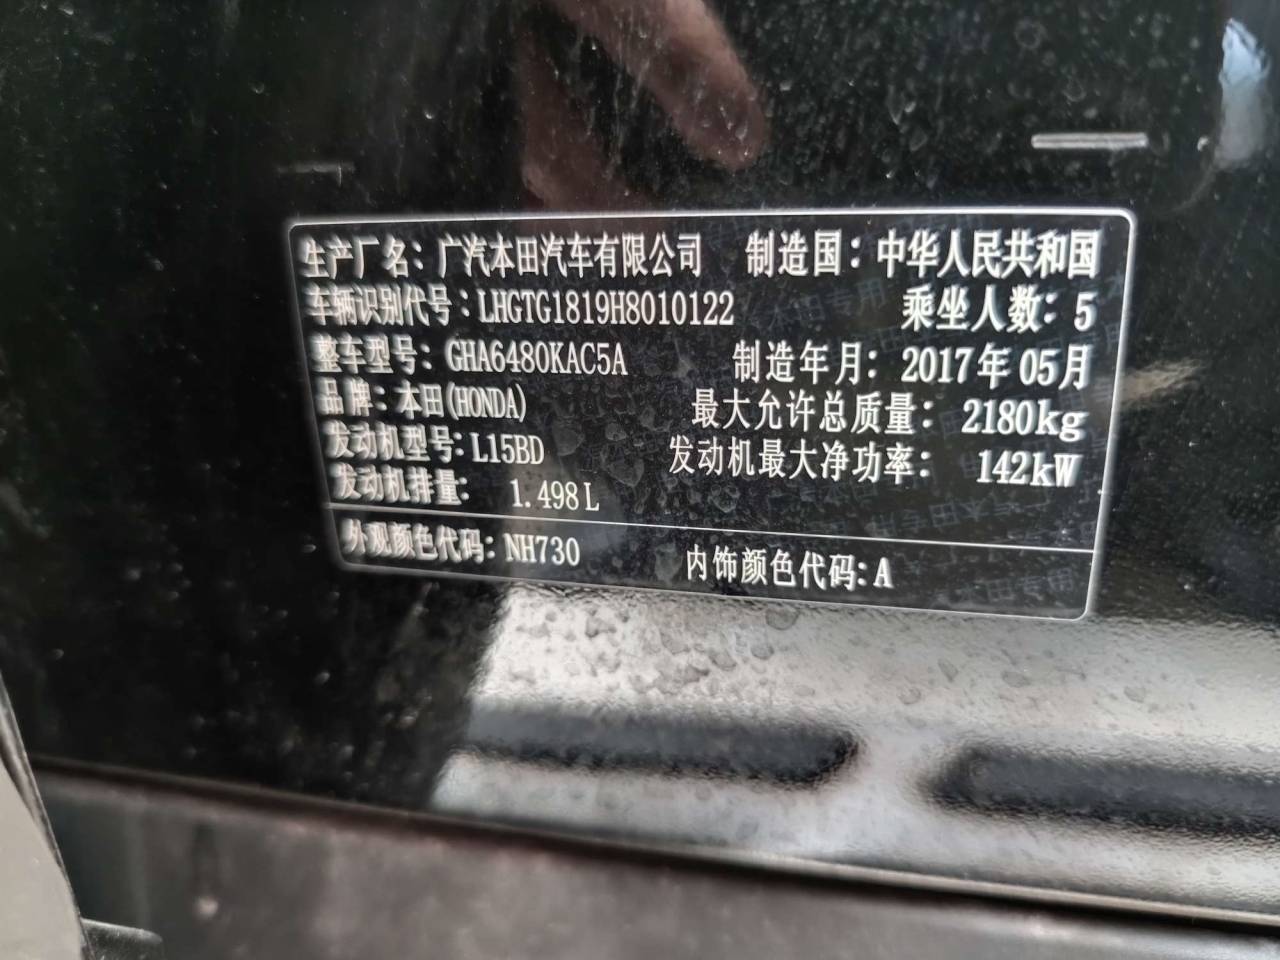 生产厂名：广汽本田汽车有限公司 制造国：中华人民共和国
车辆识别代号：LHGTG1819H8010122 乘坐人数：5
整车型号：GHA6480KAC5A 制造年月：2017年05月
品牌：本田(HONDA) 最大允许总质量：2180kg
发动机型号：L15BD 发动机最大净功率：142kW
发动机排量： 1.498L
外观颜色代码：NH730 内饰颜色代码：A